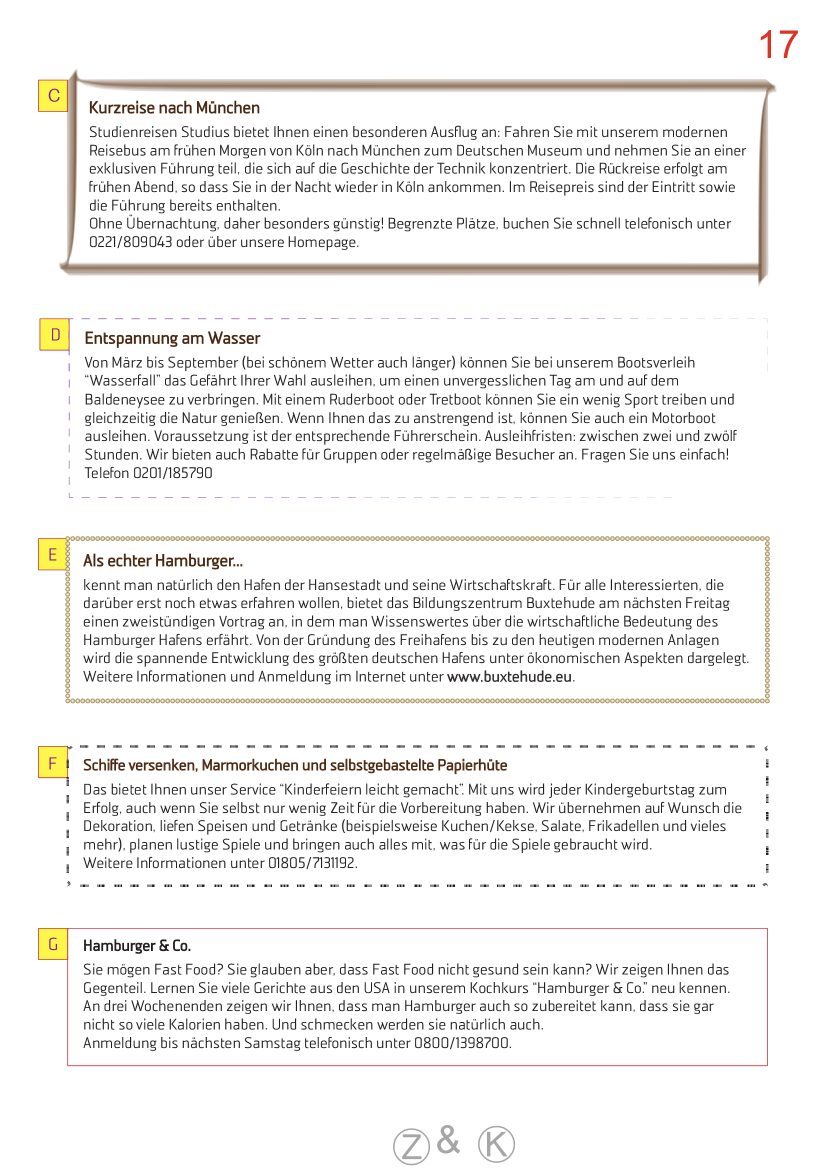 17
C
Kurzreise nach München
Studienreisen Studius bietet Ihnen einen besonderen Ausflug an: Fahren Sie mit unserem modernen
Reisebus am frühen Morgen von Köln nach München zum Deutschen Museum und nehmen Sie an einer
exklusiven Führung teil, die sich auf die Geschichte der Technik konzentriert. Die Rückreise erfolgt am
frühen Abend, so dass Sie in der Nacht wieder in Köln ankommen. Im Reisepreis sind der Eintritt sowie
die Führung bereits enthalten.
Ohne Übernachtung, daher besonders günstig! Begrenzte Plätze, buchen Sie schnell telefonisch unter
0221/809043 oder über unsere Homepage.
D
Entspannung am Wasser
Von März bis September (bei schönem Wetter auch länger) können Sie bei unserem Bootsverleih
“Wasserfall” das Gefährt Ihrer Wahl ausleihen, um einen unvergesslichen Tag am und auf dem
Baldeneysee zu verbringen. Mit einem Ruderboot oder Tretboot können Sie ein wenig Sport treiben und
gleichzeitig die Natur genießen. Wenn Ihnen das zu anstrengend ist, können Sie auch ein Motorboot
ausleihen. Voraussetzung ist der entsprechende Führerschein. Ausleihfristen: zwischen zwei und zwölf
Stunden. Wir bieten auch Rabatte für Gruppen oder regelmäßige Besucher an. Fragen Sie uns einfach!
Telefon 0201/185790
E
Als echter Hamburger...
kennt man natürlich den Hafen der Hansestadt und seine Wirtschaftskraft. Für alle Interessierten, die
darüber erst noch etwas erfahren wollen, bietet das Bildungszentrum Buxtehude am nächsten Freitag
einen zweistündigen Vortrag an, in dem man Wissenswertes über die wirtschaftliche Bedeutung des
Hamburger Hafens erfährt. Von der Gründung des Freihafens bis zu den heutigen modernen Anlagen
wird die spannende Entwicklung des größten deutschen Hafens unter ökonomischen Aspekten dargelegt.
Weitere Informationen und Anmeldung im Internet unter www.buxtehude.eu.
F
Schiffe versenken, Marmorkuchen und selbstgebastelte Papierhüte
Das bietet Ihnen unser Service “Kinderfeiern leicht gemacht”. Mit uns wird jeder Kindergeburtstag zum
Erfolg, auch wenn Sie selbst nur wenig Zeit für die Vorbereitung haben. Wir übernehmen auf Wunsch die
Dekoration, liefen Speisen und Getränke (beispielsweise Kuchen/Kekse, Salate, Frikadellen und vieles
mehr), planen lustige Spiele und bringen auch alles mit, was für die Spiele gebraucht wird.
Weitere Informationen unter 01805/7131192.
G
Hamburger & Co.
Sie mögen Fast Food? Sie glauben aber, dass Fast Food nicht gesund sein kann? Wir zeigen Ihnen das
Gegenteil. Lernen Sie viele Gerichte aus den USA in unserem Kochkurs “Hamburger & Co.” neu kennen.
An drei Wochenenden zeigen wir Ihnen, dass man Hamburger auch so zubereitet kann, dass sie gar
nicht so viele Kalorien haben. Und schmecken werden sie natürlich auch.
Anmeldung bis nächsten Samstag telefonisch unter 0800/1398700.
Z & K